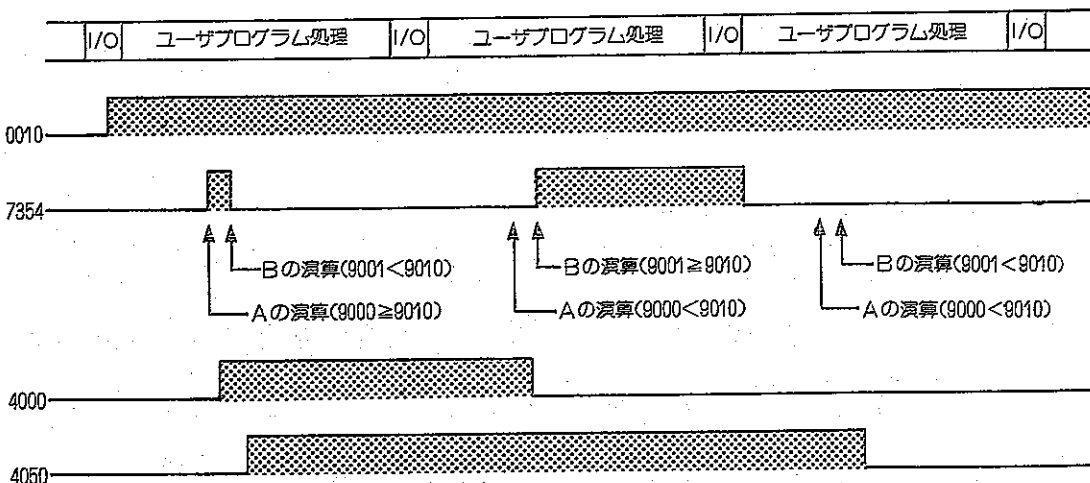 I/O ユーザプログラム処理 I/O ユーザプログラム処理 I/O ユーザプログラム処理 I/O
0010
7354
Bの演算(9001<9010) Bの演算(9001≧9010) Bの演算(9001<9010)
Aの演算(9000≧9010) Aの演算(9000<9010) Aの演算(9000<9010)
4000
4050